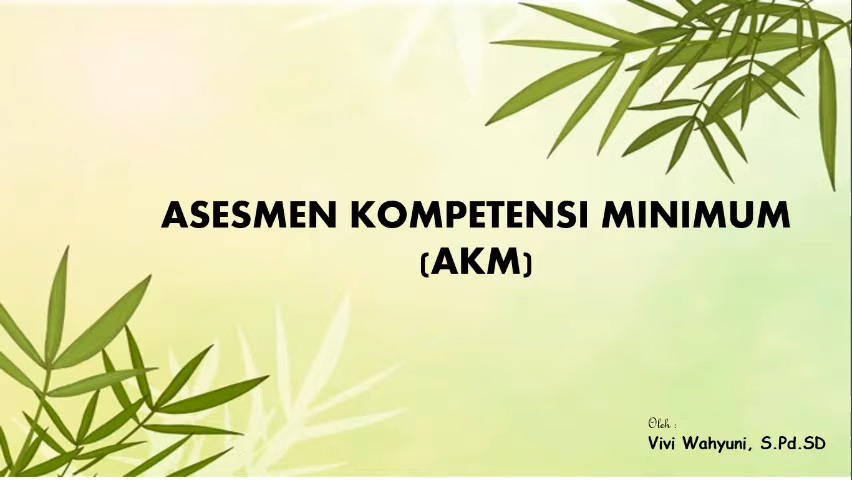 ASESMEN KOMPETENSI MINIMUM
(AKM)
Oleh :
Vivi Wahyuni, S.Pd.SD